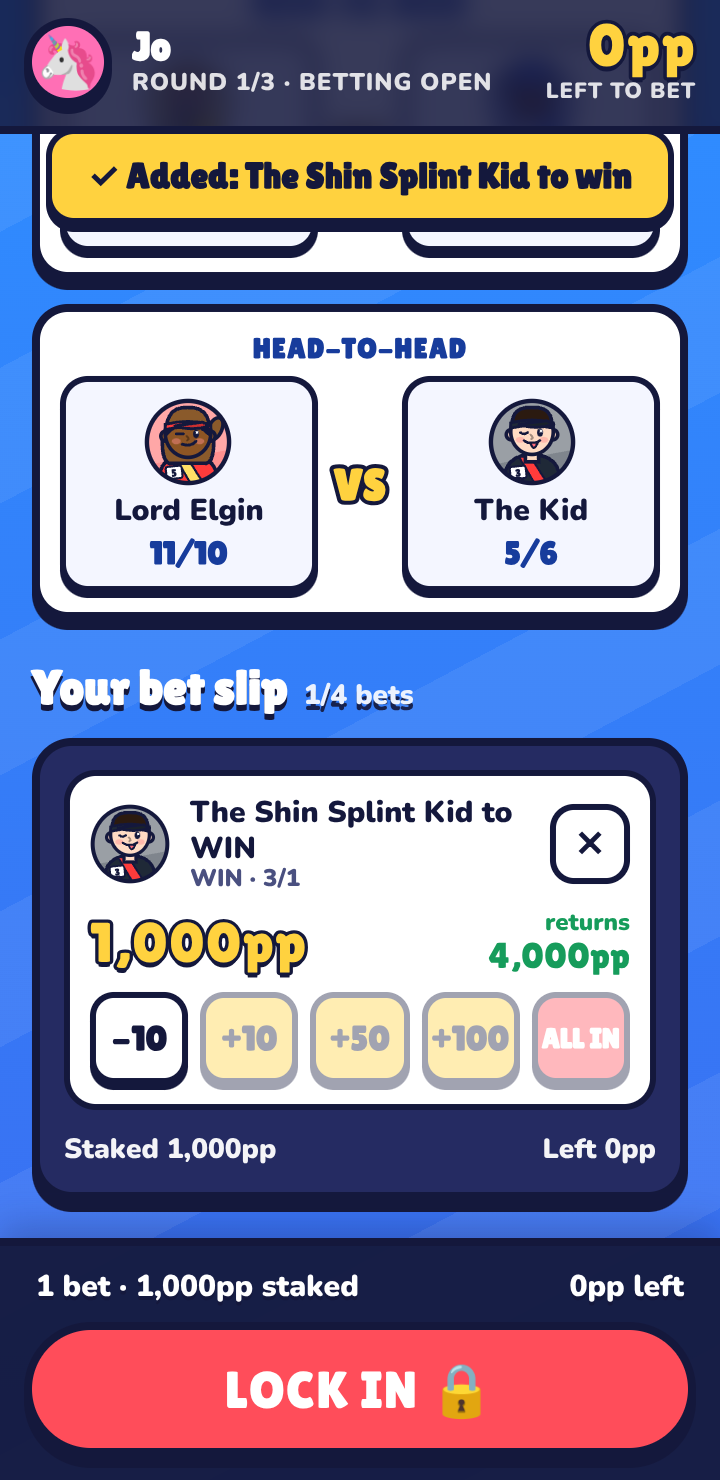 Jo
ROUND 1/3 · BETTING OPEN
0pp
LEFT TO BET
✓ Added: The Shin Splint Kid to win
HEAD-TO-HEAD
Lord Elgin
11/10
VS
The Kid
5/6
Your bet slip 1/4 bets
The Shin Splint Kid to
WIN
WIN · 3/1
✕
1,000pp
returns
4,000pp
-10 +10 +50 +100 ALL IN
Staked 1,000pp Left 0pp
1 bet · 1,000pp staked 0pp left
LOCK IN 🔒